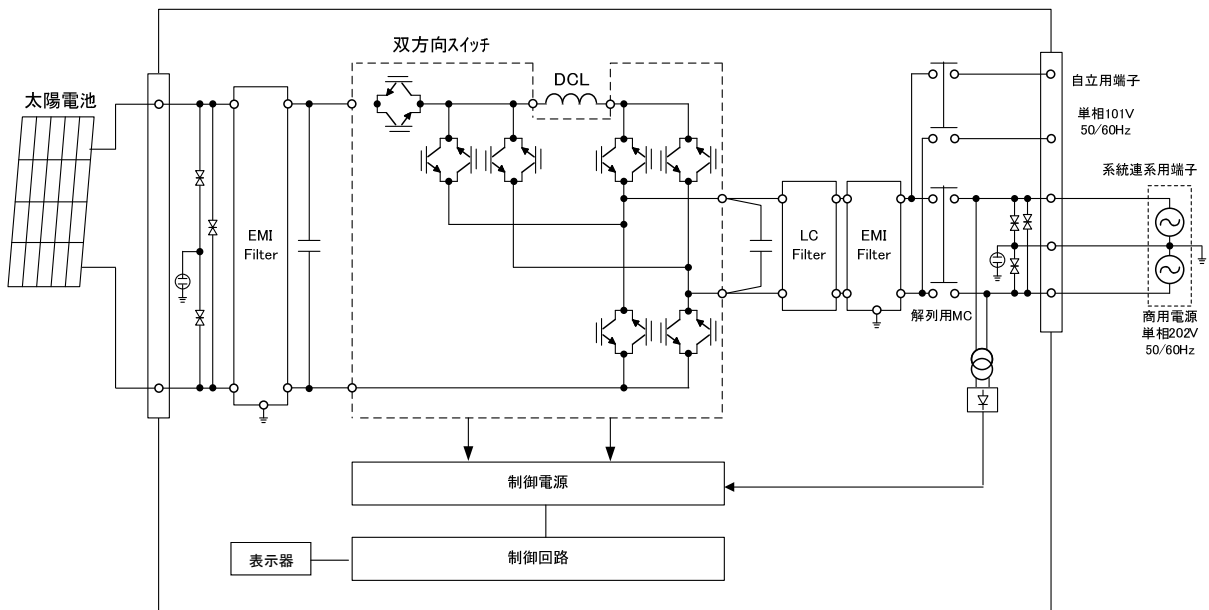 双方向スイッチ
DCL
太陽電池
自立用端子
単相101V
50/60Hz
系統連系用端子
EMI
Filter
LC
Filter
EMI
Filter
解列用MC
商用電源
単相202V
50/60Hz
制御電源
制御回路
表示器